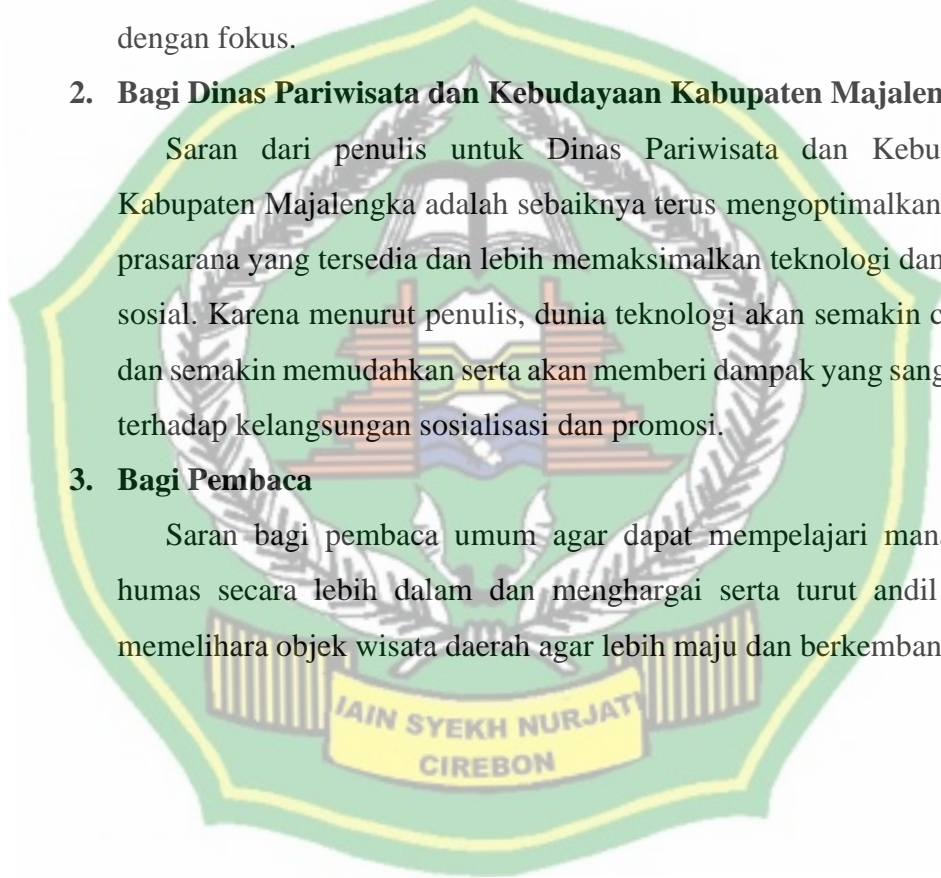 dengan fokus.
2. Bagi Dinas Pariwisata dan Kebudayaan Kabupaten Majalen
Saran dari penulis untuk Dinas Pariwisata dan Kebu
Kabupaten Majalengka adalah sebaiknya terus mengoptimalkan
prasarana yang tersedia dan lebih memaksimalkan teknologi dan
sosial. Karena menurut penulis, dunia teknologi akan semakin c
dan semakin memudahkan serta akan memberi dampak yang sang
terhadap kelangsungan sosialisasi dan promosi.
3. Bagi Pembaca
Saran bagi pembaca umum agar dapat mempelajari mana
humas secara lebih dalam dan menghargai serta turut andil
memelihara objek wisata daerah agar lebih maju dan berkemban
IAIN SYEKH NURJATI
CIREBON